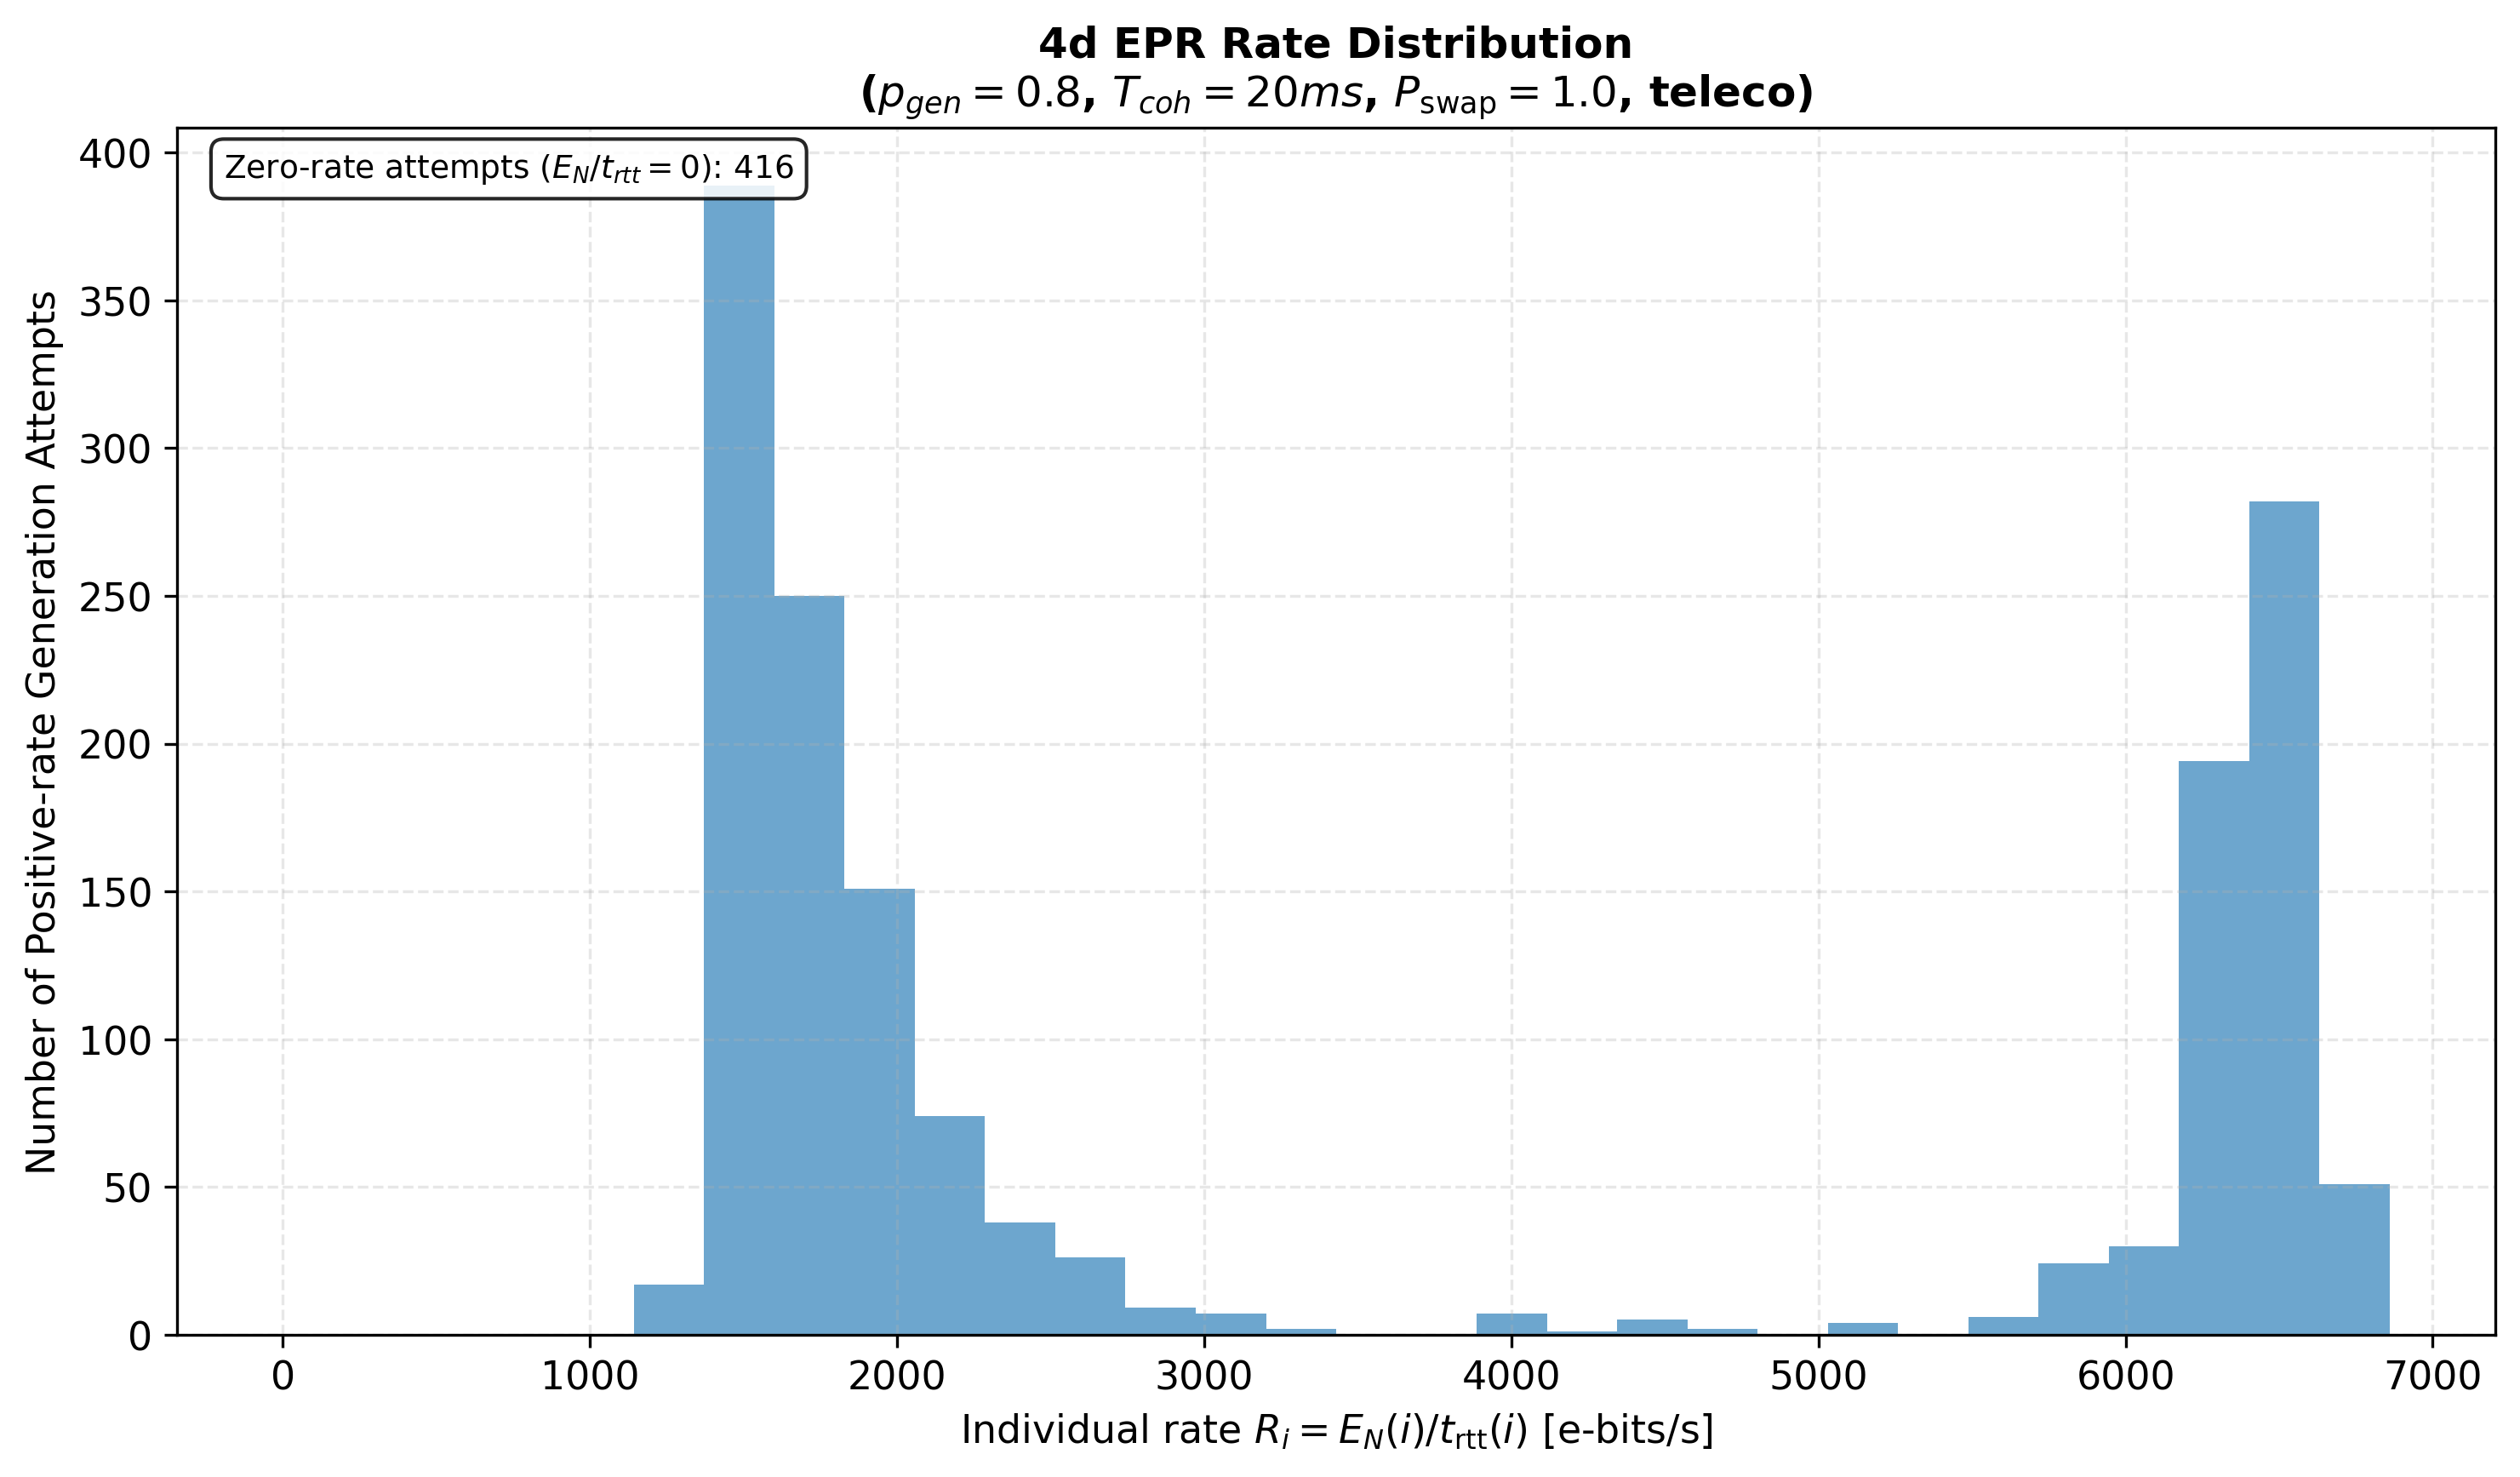 4d EPR Rate Distribution
(p_gen = 0.8, T_coh = 20ms, P_swap = 1.0, teleco)
Zero-rate attempts (E_N/t_rtt = 0): 416
Number of Positive-rate Generation Attempts
400
350
300
250
200
150
100
50
0
0 1000 2000 3000 4000 5000 6000 7000
Individual rate R_i = E_N(i)/t_rtt(i) [e-bits/s]